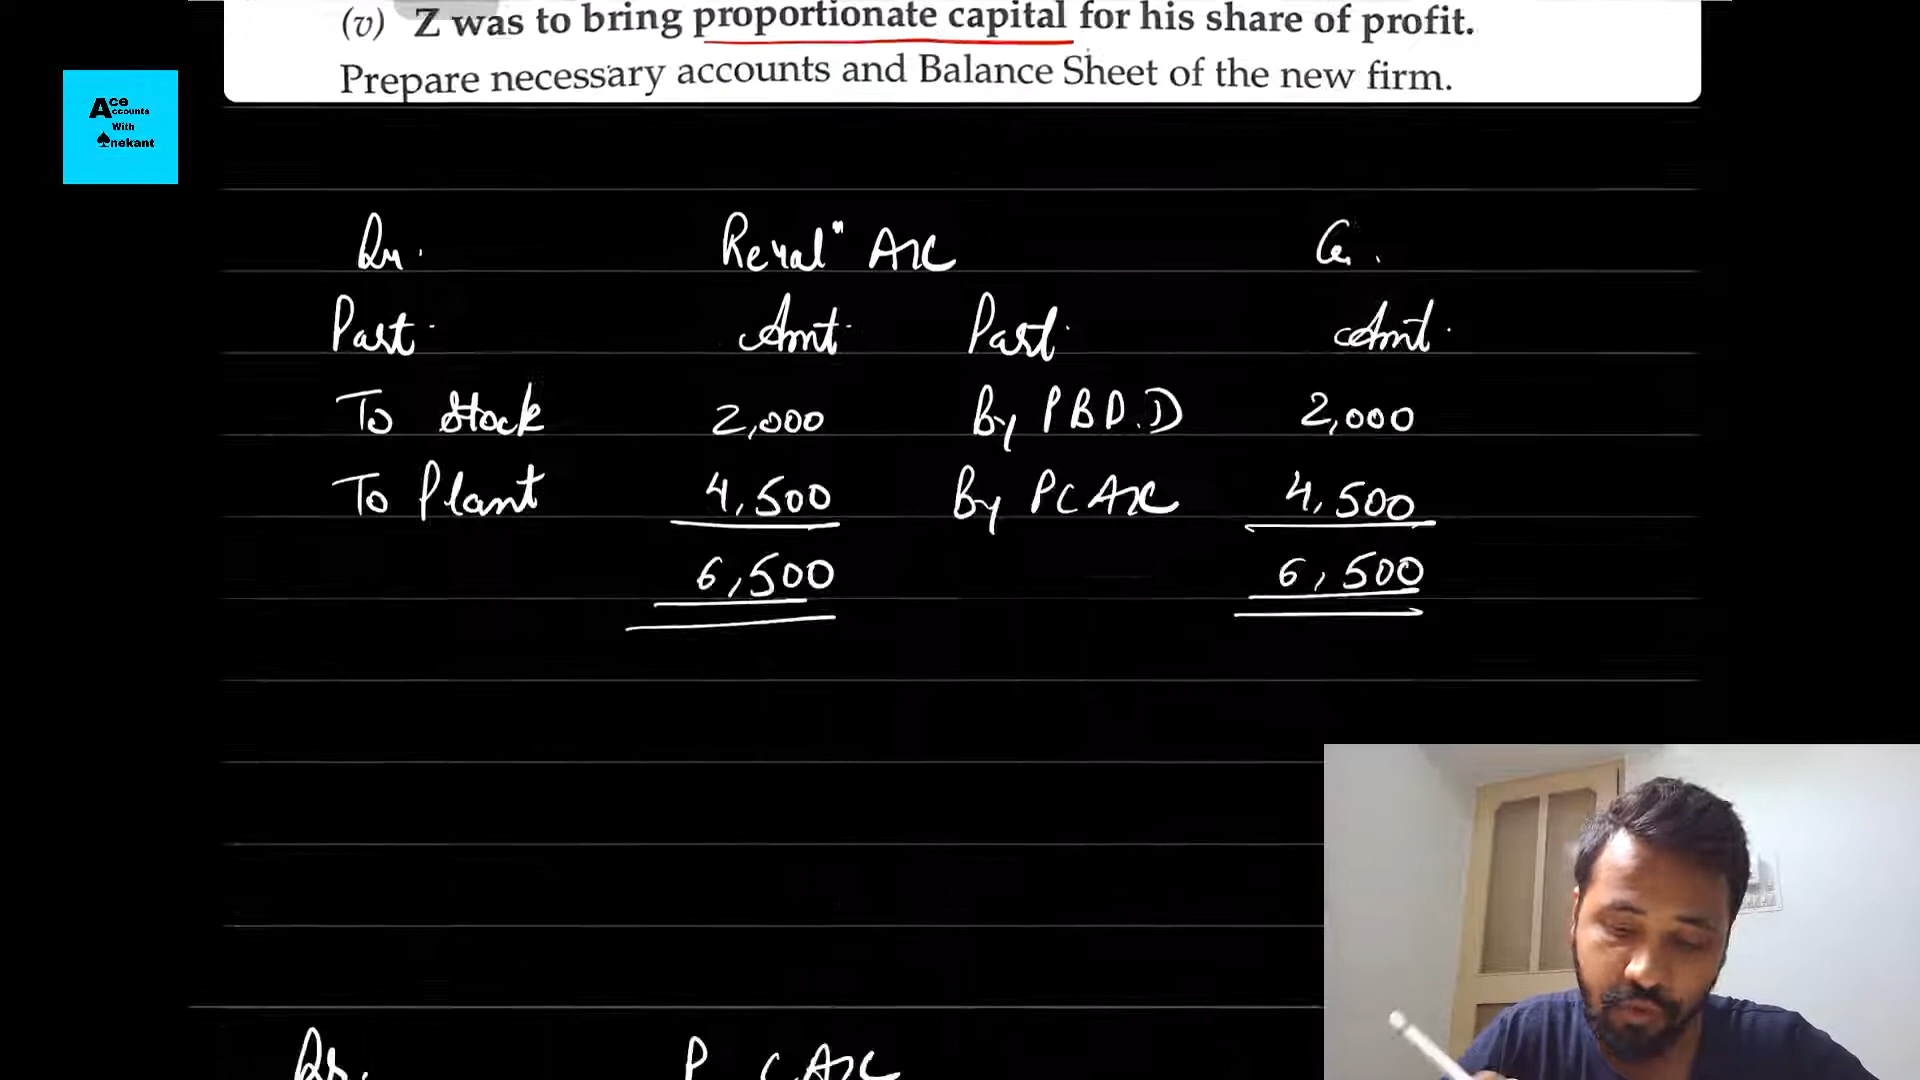 (v) Z was to bring proportionate capital for his share of profit.
Prepare necessary accounts and Balance Sheet of the new firm.
Ace
Accounts
With
Anekant
Dr. Reval" A/C Cr.
Part. Amt. Part. Amt.
To Stock 2,000 By PBD.D 2,000
To Plant 4,500 By PC A/C 4,500
6,500 6,500
Dr. P C A/C